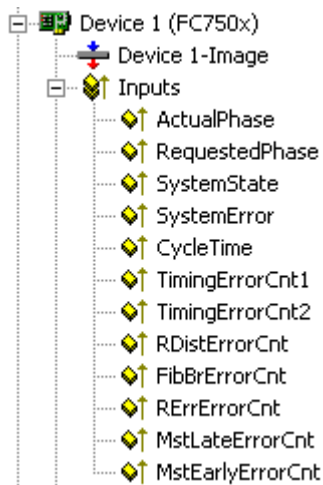 Device 1 (FC750x)
Device 1-Image
Inputs
ActualPhase
RequestedPhase
SystemState
SystemError
CycleTime
TimingErrorCnt1
TimingErrorCnt2
RDistErrorCnt
FibBrErrorCnt
RErrErrorCnt
MstLateErrorCnt
MstEarlyErrorCnt